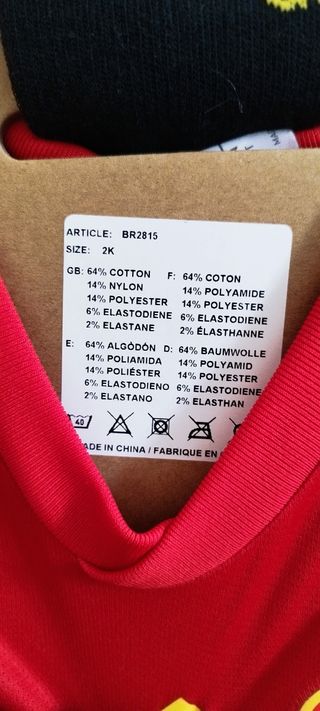 ARTICLE: BR2815
SIZE: 2K
GB: 64% COTTON
14% NYLON
14% POLYESTER
6% ELASTODIENE
2% ELASTANE
F: 64% COTON
14% POLYAMIDE
14% POLYESTER
6% ELASTODIENE
2% ÉLASTHANNE
E: 64% ALGÓDÓN
14% POLIAMIDA
14% POLIÉSTER
6% ELASTODIENO
2% ELASTANO
D: 64% BAUMWOLLE
14% POLYAMID
14% POLYESTER
6% ELASTODIENE
2% ELASTHAN
40
MADE IN CHINA / FABRIQUE EN